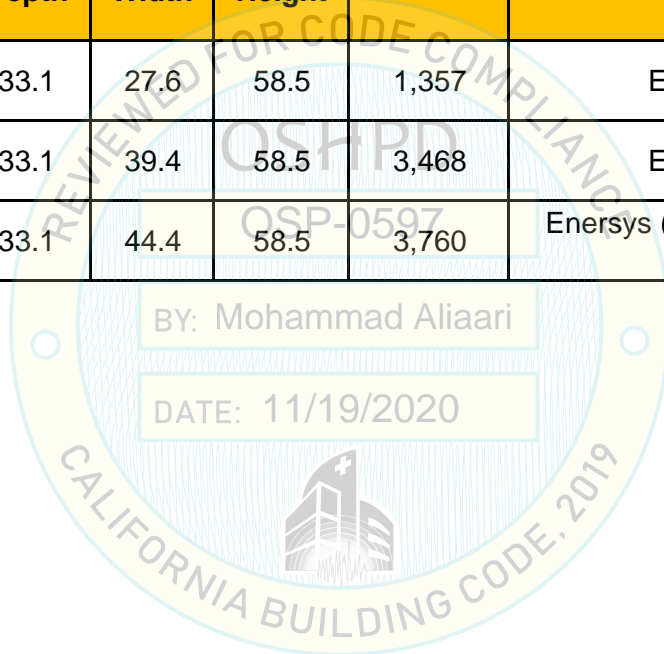 Width Height
33.1 27.6 58.5 1,357 E
33.1 39.4 58.5 3,468 E
33.1 44.4 58.5 3,760 Enersys (
REVIEWED FOR CODE COMPLIANCE
OSHPD
OSP-0597
BY: Mohammad Aliaari
DATE: 11/19/2020
CALIFORNIA BUILDING CODE, 2019